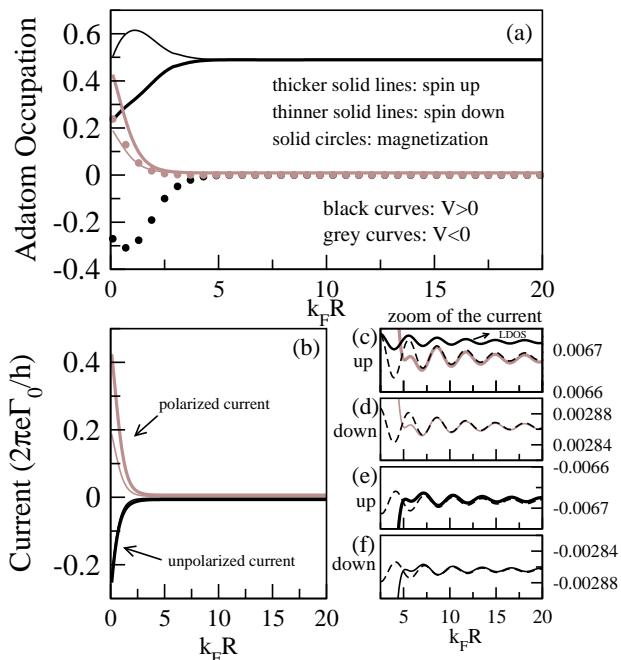 (a)
0.6
0.4
0.2
0
-0.2
-0.4
Adatom Occupation
thicker solid lines: spin up
thinner solid lines: spin down
solid circles: magnetization
black curves: V>0
grey curves: V<0
0 5 10 15 20
k_F R
(b)
0.4
0.2
0
-0.2
Current (2πeΓ_0/h)
polarized current
unpolarized current
0 5 10 15 20
k_F R
zoom of the current
(c)
LDOS
up
0.0067
0.0066
(d)
down
0.00288
0.00284
(e)
up
-0.0066
-0.0067
(f)
down
-0.00284
-0.00288
5 10 15 20
k_F R